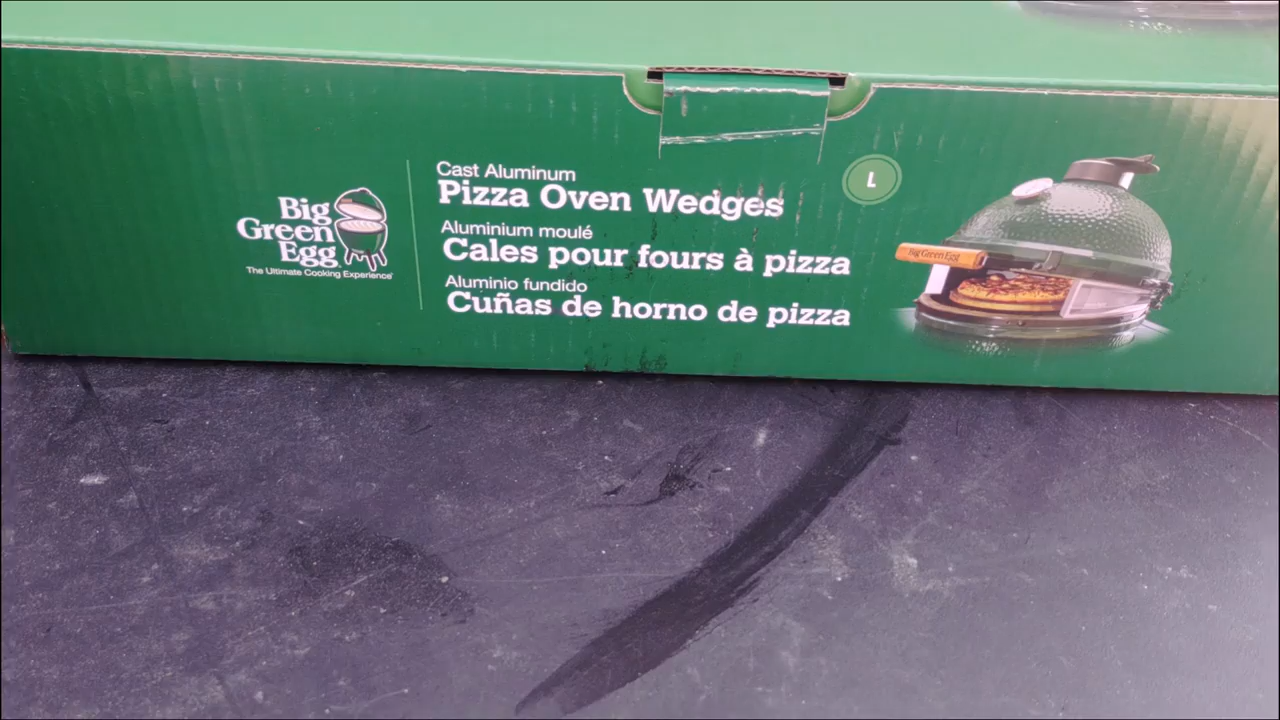 Big
Green
Egg
The Ultimate Cooking Experience
Cast Aluminum
Pizza Oven Wedges
Aluminium moulé
Cales pour fours à pizza
Aluminio fundido
Cuñas de horno de pizza
L
Big Green Egg